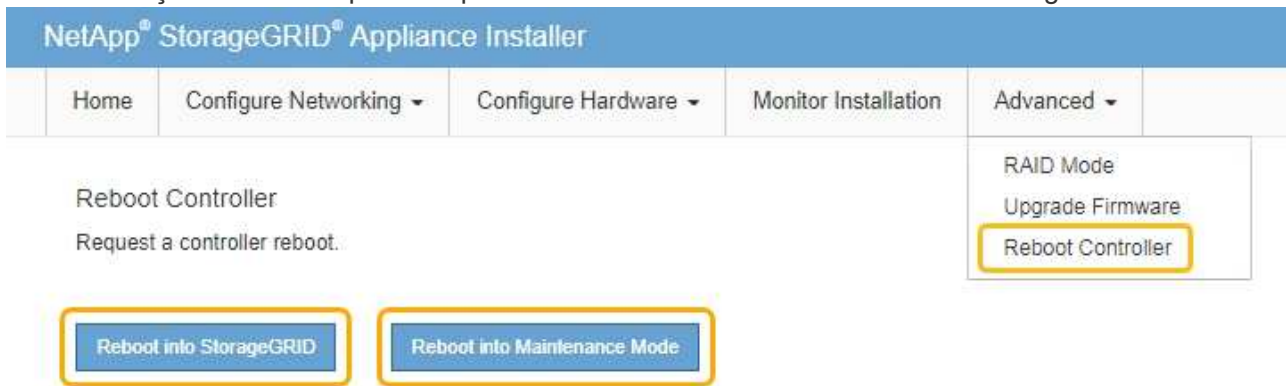 NetApp® StorageGRID® Appliance Installer
Home Configure Networking Configure Hardware Monitor Installation Advanced
RAID Mode
Upgrade Firmware
Reboot Controller
Reboot Controller
Request a controller reboot.
Reboot into StorageGRID Reboot into Maintenance Mode